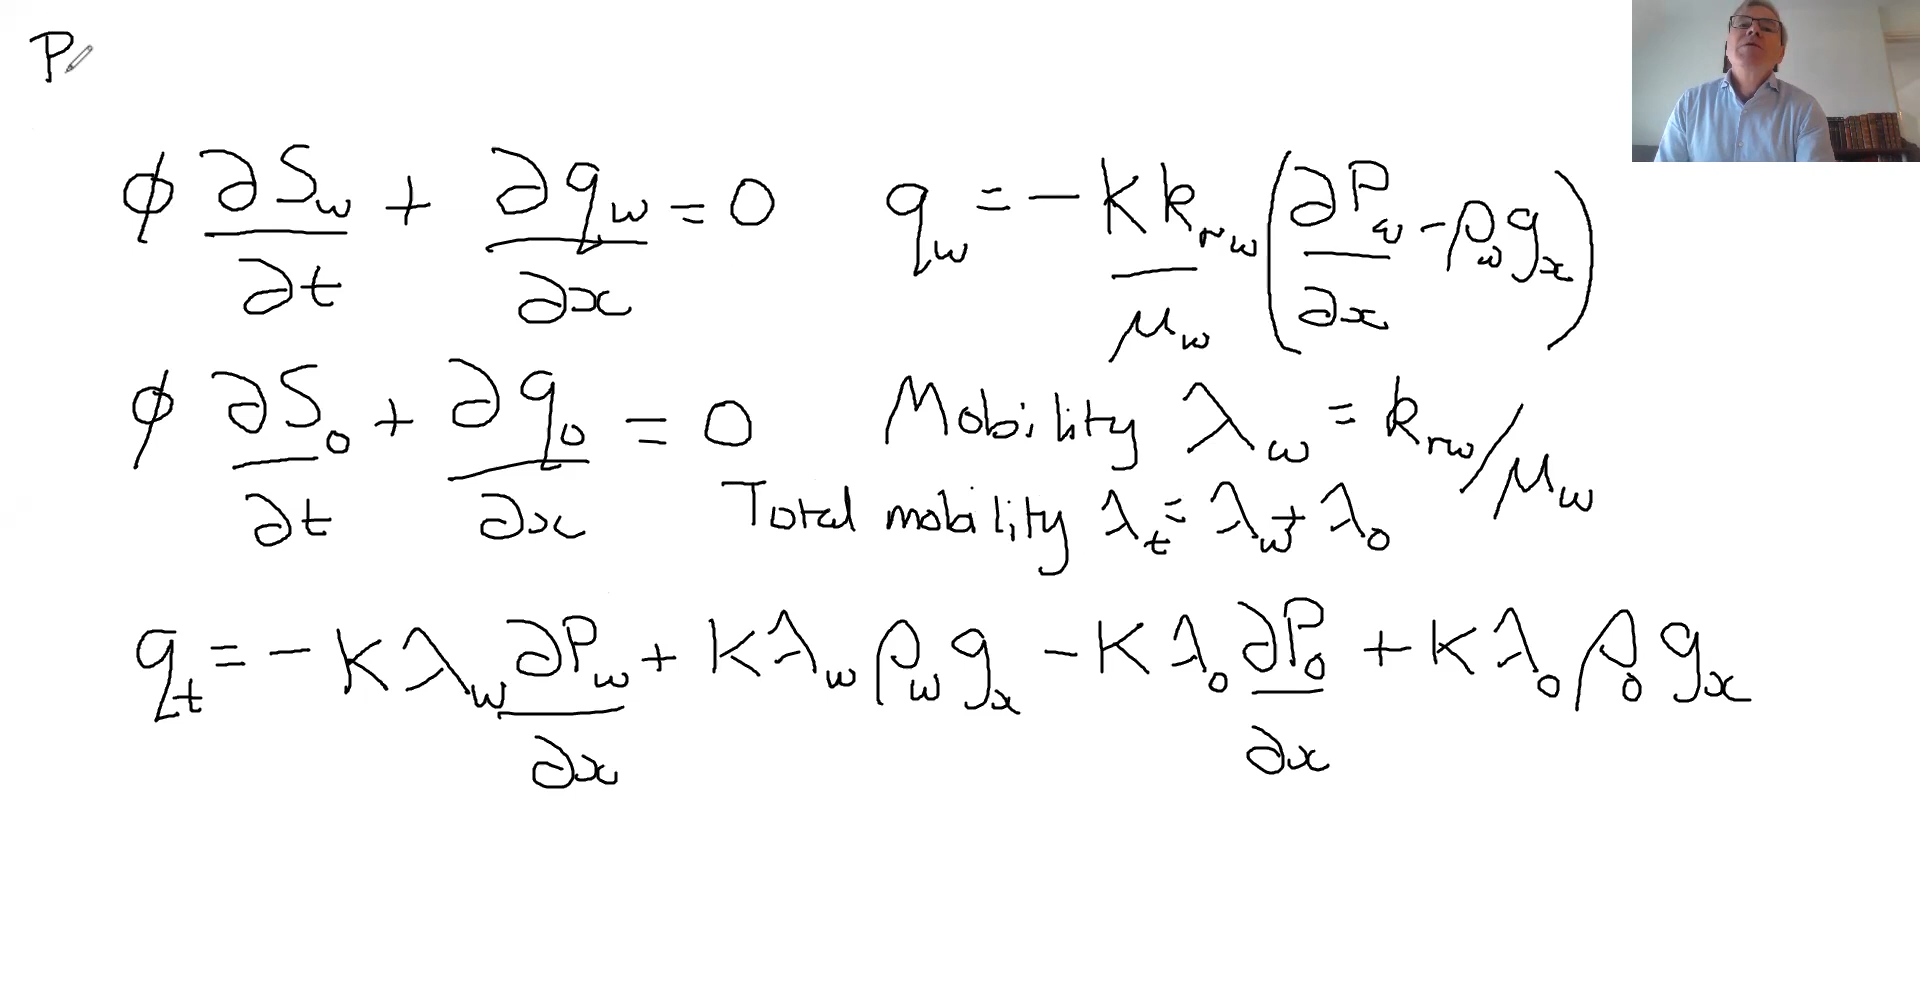 P
ϕ ∂S_w/∂t + ∂q_w/∂x = 0    q_w = - K k_rw/μ_w (∂P_w/∂x - ρ_w g_x)
ϕ ∂S_o/∂t + ∂q_o/∂x = 0    Mobility λ_w = k_rw/μ_w
Total mobility λ_t = λ_w + λ_o
q_t = - K λ_w ∂P_w/∂x + K λ_w ρ_w g_x - K λ_o ∂P_o/∂x + K λ_o ρ_o g_x